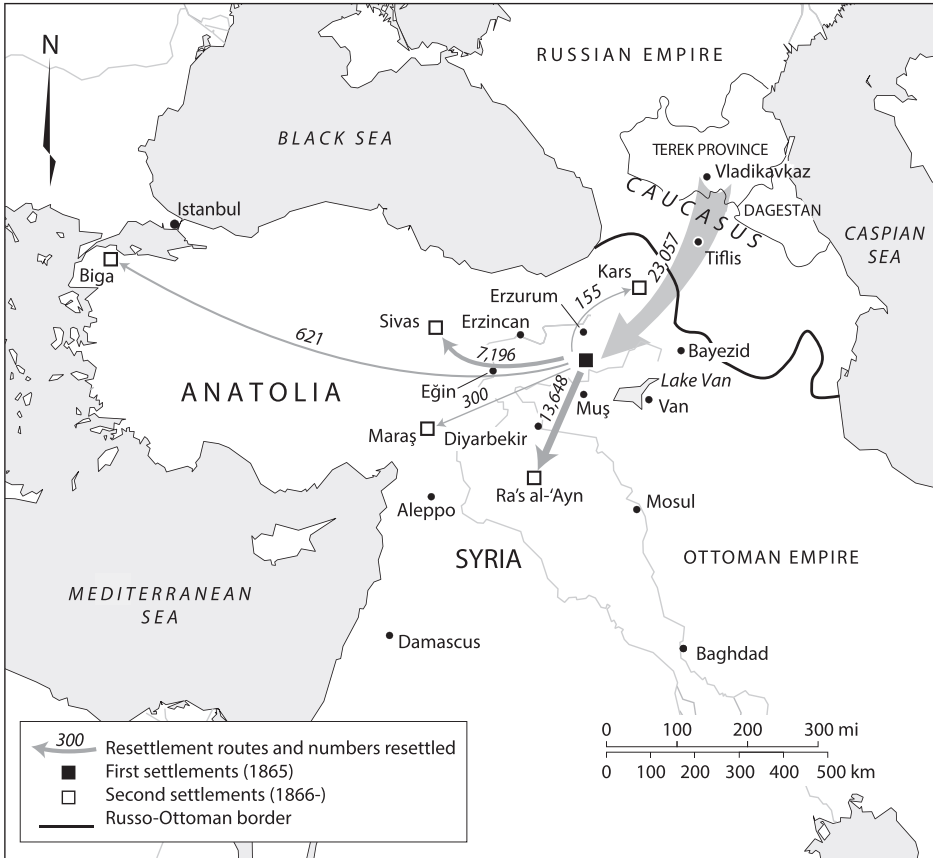 N
RUSSIAN EMPIRE
BLACK SEA
TEREK PROVINCE
Vladikavkaz
CAUCASUS
DAGESTAN
Istanbul
CASPIAN
SEA
Tiflis
23,057
Biga
Kars
155
Erzurum
Sivas
Erzincan
621
7,196
Bayezid
ANATOLIA
Eğin
300
13,648
Lake Van
Muş
Van
Maraş
Diyarbekir
Ra's al-‘Ayn
Aleppo
Mosul
SYRIA
OTTOMAN EMPIRE
MEDITERRANEAN
SEA
Damascus
Baghdad
300 Resettlement routes and numbers resettled
First settlements (1865)
Second settlements (1866-)
Russo-Ottoman border
0 100 200 300 mi
0 100 200 300 400 500 km